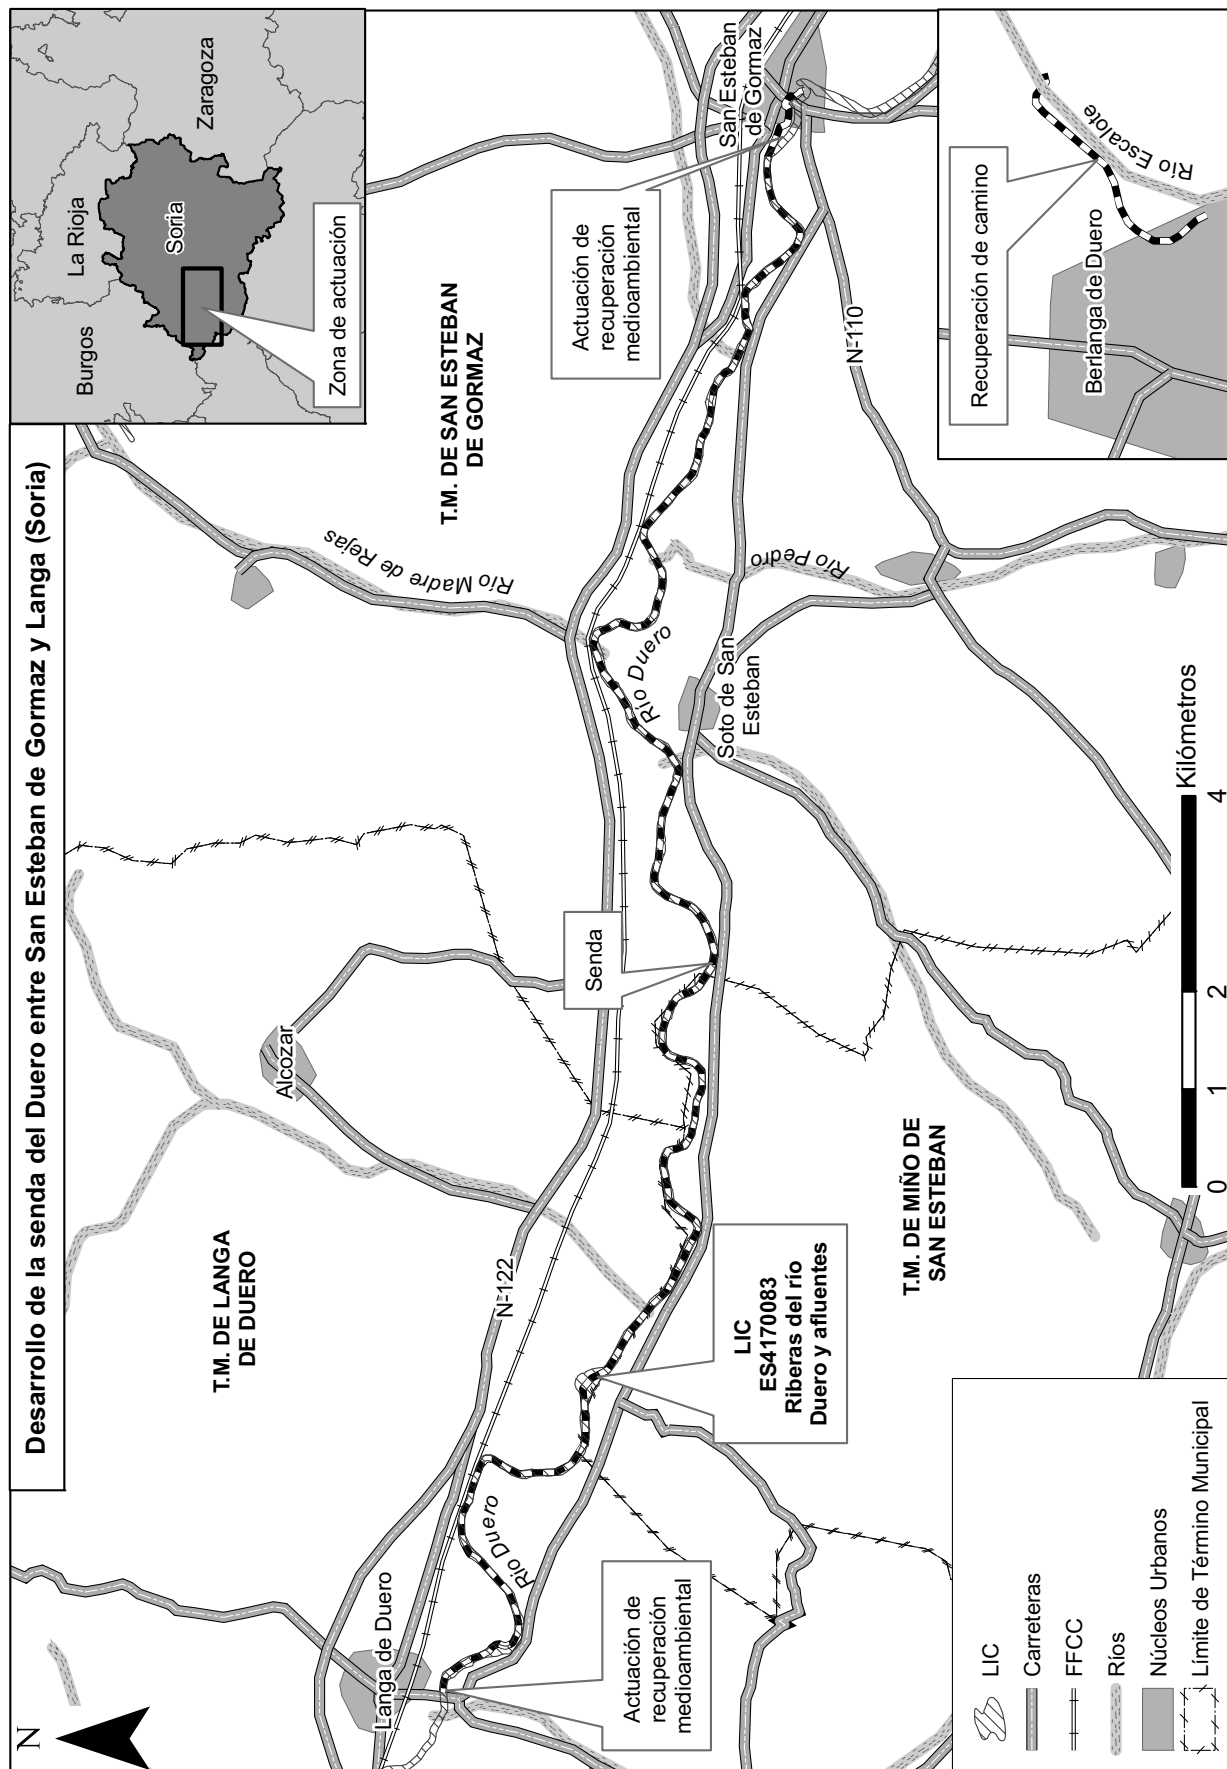 Desarrollo de la senda del Duero entre San Esteban de Gormaz y Langa (Soria)
N
Burgos
La Rioja
Soria
Zaragoza
Zona de actuación
T.M. DE LANGA
DE DUERO
Alcozar
Río Madre de Rejas
T.M. DE SAN ESTEBAN
DE GORMAZ
Langa de Duero
N-122
Río Duero
Senda
Río Duero
Actuación de
recuperación
medioambiental
San Esteban
de Gormaz
Actuación de
recuperación
medioambiental
LIC
ES4170083
Riberas del río
Duero y afluentes
Soto de San
Esteban
Río Pedro
N-110
T.M. DE MIÑO DE
SAN ESTEBAN
Recuperación de camino
Río Escalote
Berlanga de Duero
LIC
Carreteras
FFCC
Ríos
Núcleos Urbanos
Límite de Término Municipal
Kilómetros
0 1 2 4